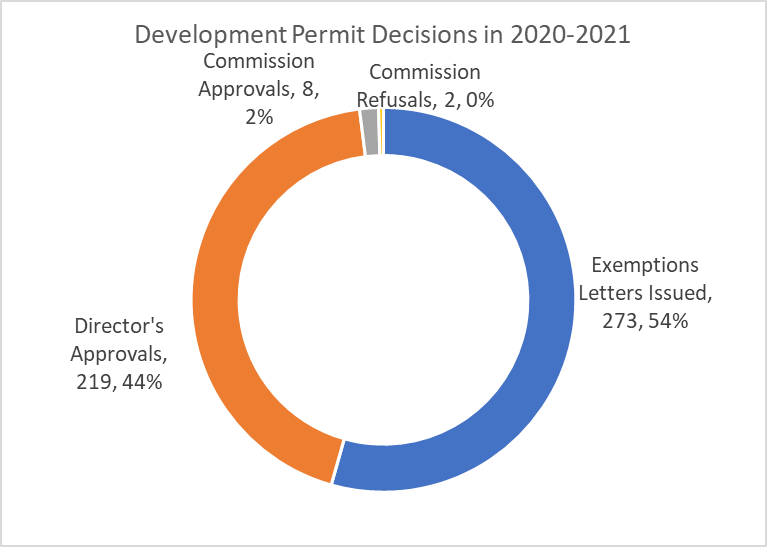 Development Permit Decisions in 2020-2021
Commission
Approvals, 8,
2%
Commission
Refusals, 2, 0%
Exemptions
Letters Issued,
273, 54%
Director's
Approvals,
219, 44%